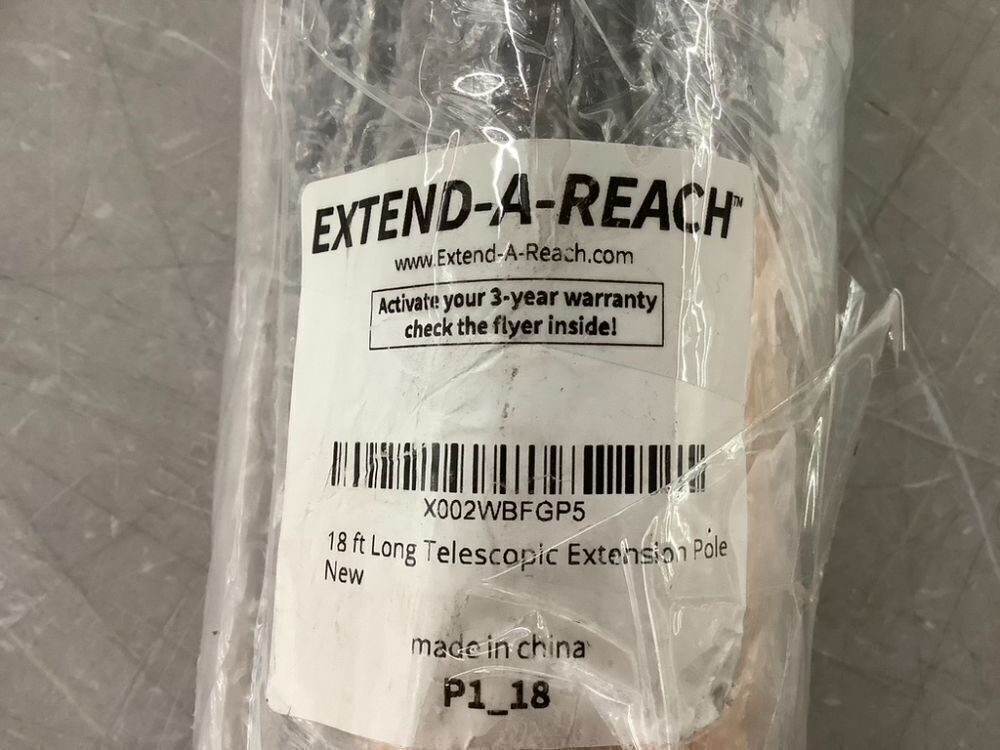 EXTEND-A-REACH™
www.Extend-A-Reach.com
Activate your 3-year warranty
check the flyer inside!
X002WBFGP5
18 ft Long Telescopic Extension Pole
New
made in china
P1_18